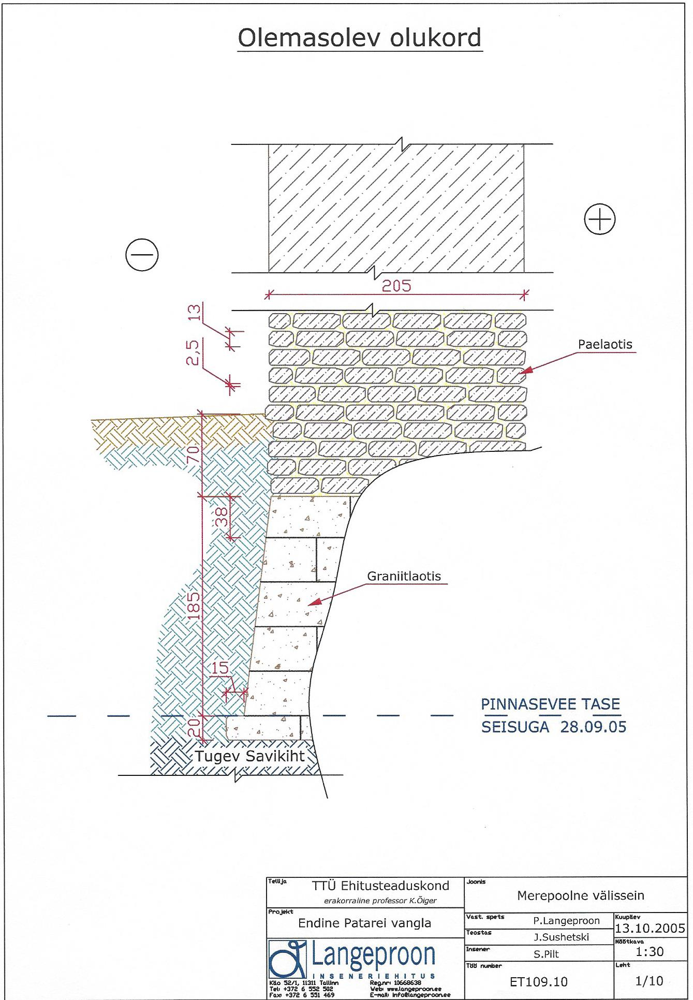 Olemasolev olukord
205
13
2,5
Paelaotis
70
38
Graniitlaotis
185
15
PINNASEVEE TASE
SEISUGA 28.09.05
20
Tugev Savikiht
Tellija
TTÜ Ehitusteaduskond
erakorraline professor K.Õiger
Projekt
Endine Patarei vangla
Langeproon
INSENERIEHITUS
Kilo 52/1, 11311 Tallinn
Tel: +372 6 552 502
Fax: +372 6 551 469
Reg.nr: 10668638
Web: www.langeproon.ee
E-mail: info@langeproon.ee
Joonis
Merepoolne välissein
Vast. spets
P.Langeproon
Teostas
J.Sushetski
Insener
S.Pilt
Kuupäev
13.10.2005
Mõõtkava
1:30
Töö number
ET109.10
Leht
1/10